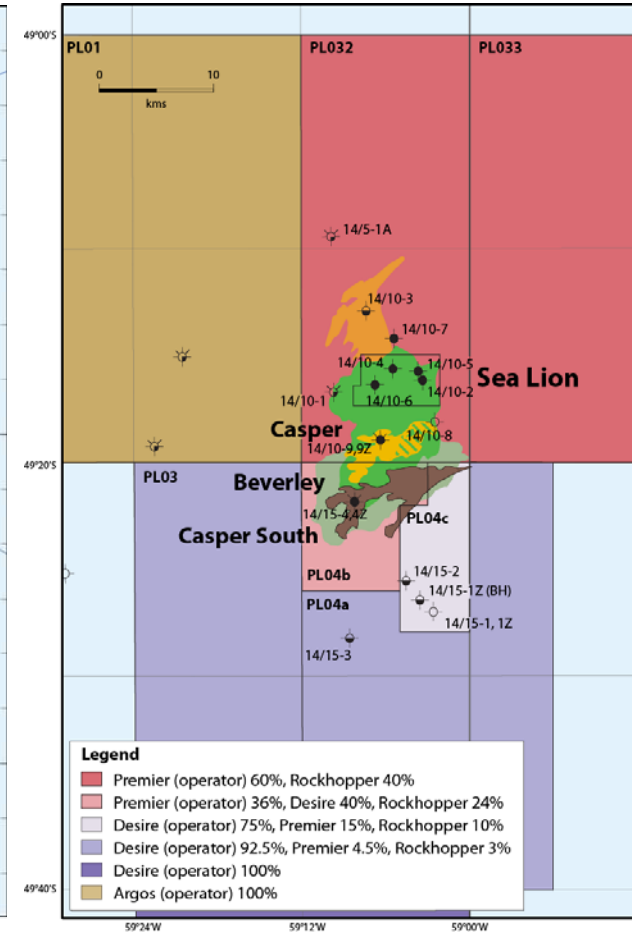 49°00'S
PL01
PL032
PL033
0 10
kms
14/5-1A
14/10-3
14/10-7
14/10-4
14/10-5
Sea Lion
14/10-2
14/10-1
14/10-6
Casper
14/10-8
14/10-9,9Z
49°20'S
PL03
Beverley
14/15-4,4Z
PL04c
Casper South
PL04b
14/15-2
14/15-1Z (BH)
PL04a
14/15-1, 1Z
14/15-3
Legend
Premier (operator) 60%, Rockhopper 40%
Premier (operator) 36%, Desire 40%, Rockhopper 24%
Desire (operator) 75%, Premier 15%, Rockhopper 10%
Desire (operator) 92.5%, Premier 4.5%, Rockhopper 3%
Desire (operator) 100%
Argos (operator) 100%
49°40'S
59°24'W
59°12'W
59°00'W